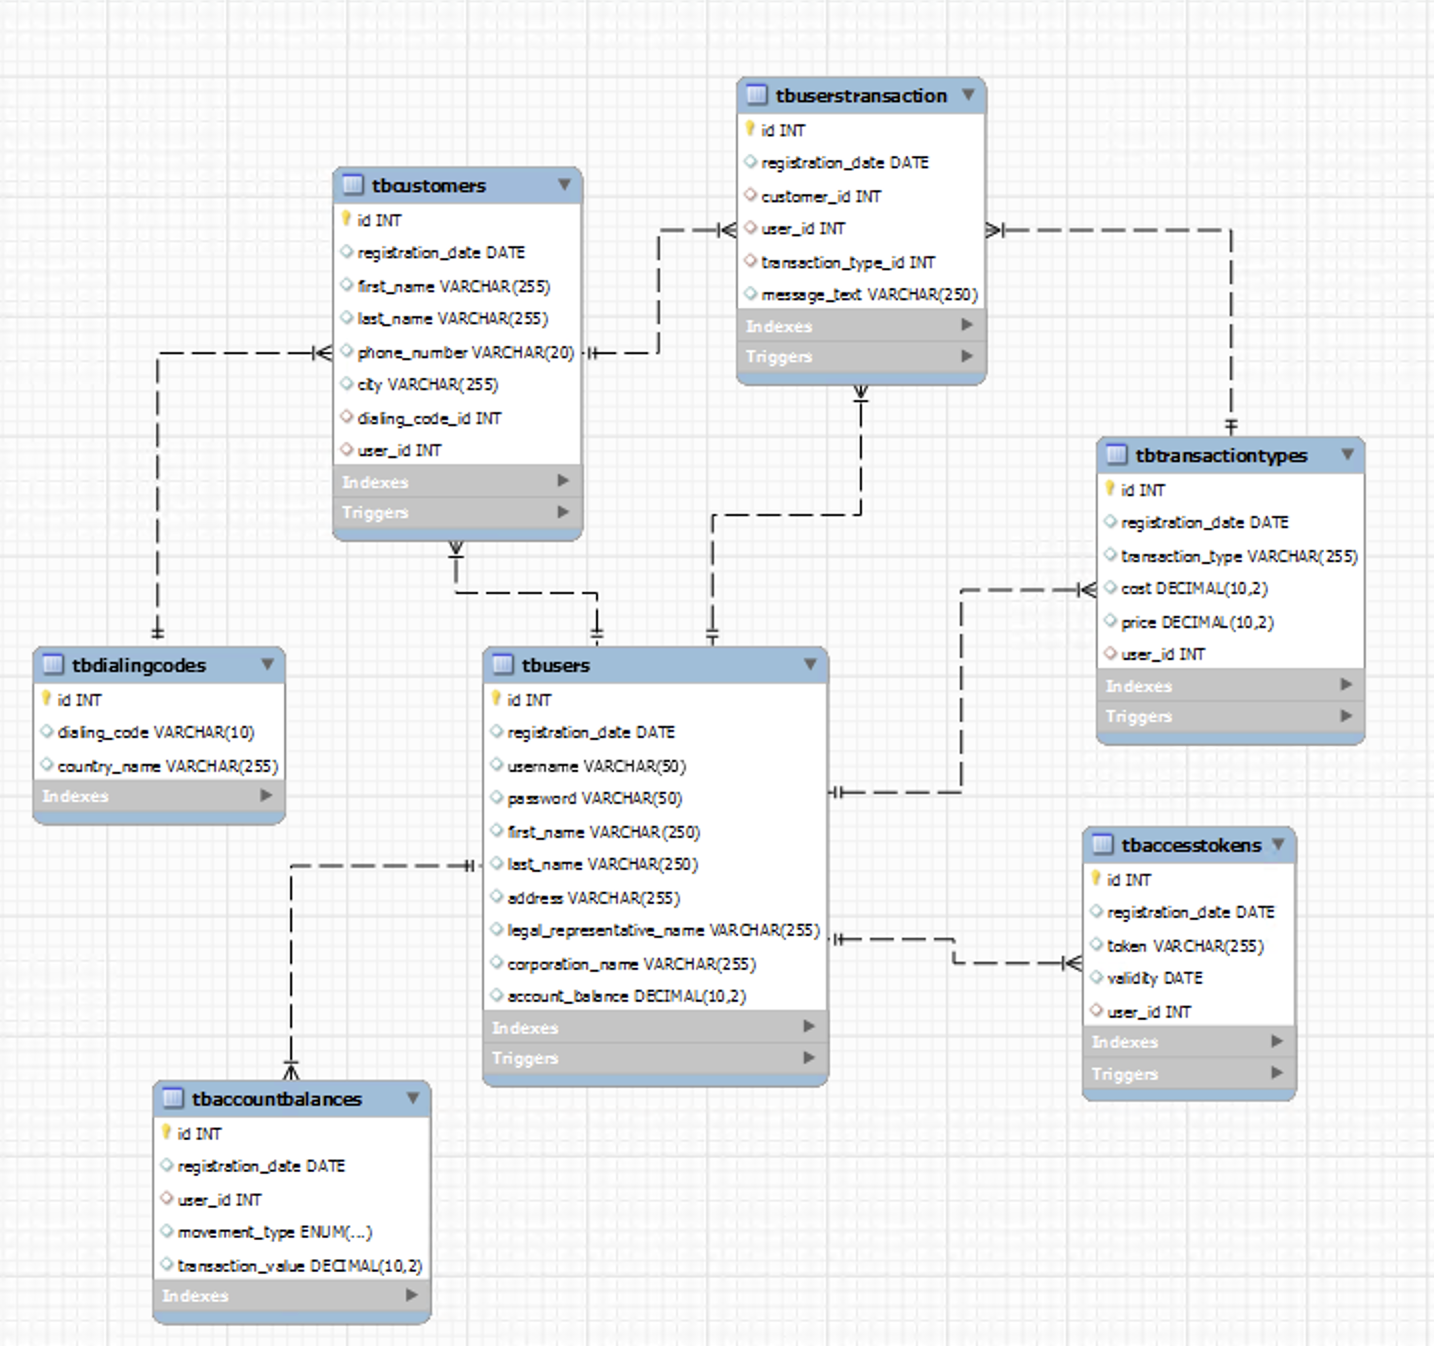 tbuserstransaction
id INT
registration_date DATE
customer_id INT
user_id INT
transaction_type_id INT
message_text VARCHAR(250)
Indexes
Triggers
tbcustomers
id INT
registration_date DATE
first_name VARCHAR(255)
last_name VARCHAR(255)
phone_number VARCHAR(20)
city VARCHAR(255)
dialing_code_id INT
user_id INT
Indexes
Triggers
tbtransactiontypes
id INT
registration_date DATE
transaction_type VARCHAR(255)
cost DECIMAL(10,2)
price DECIMAL(10,2)
user_id INT
Indexes
Triggers
tbdialingcodes
id INT
dialing_code VARCHAR(10)
country_name VARCHAR(255)
Indexes
tbusers
id INT
registration_date DATE
username VARCHAR(50)
password VARCHAR(50)
first_name VARCHAR(250)
last_name VARCHAR(250)
address VARCHAR(255)
legal_representative_name VARCHAR(255)
corporation_name VARCHAR(255)
account_balance DECIMAL(10,2)
Indexes
Triggers
tbaccesstokens
id INT
registration_date DATE
token VARCHAR(255)
validity DATE
user_id INT
Indexes
Triggers
tbaccountbalances
id INT
registration_date DATE
user_id INT
movement_type ENUM(...)
transaction_value DECIMAL(10,2)
Indexes